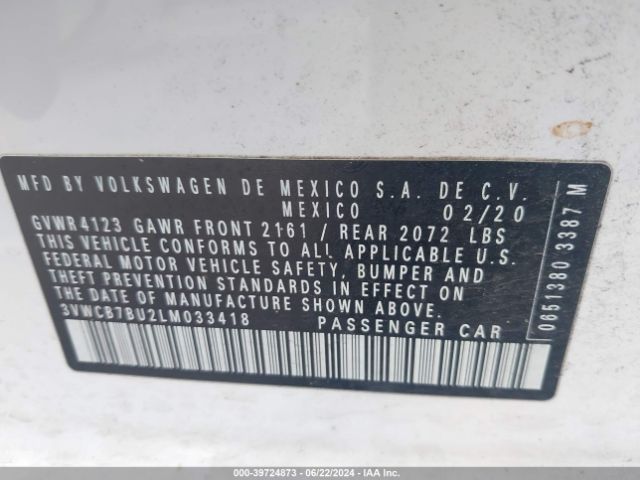 MFD BY VOLKSWAGEN DE MEXICO S.A. DE C.V.
MEXICO 02/20
GVWR 4123 GAWR FRONT 2161 / REAR 2072 LBS
THIS VEHICLE CONFORMS TO ALL APPLICABLE U.S.
FEDERAL MOTOR VEHICLE SAFETY, BUMPER AND
THEFT PREVENTION STANDARDS IN EFFECT ON THE
DATE OF MANUFACTURE SHOWN ABOVE.
3VWCB7BU2LM033418 PASSENGER CAR
0651380 3387 M
000-39724873 / 06/22/2024 - IAAI.COM